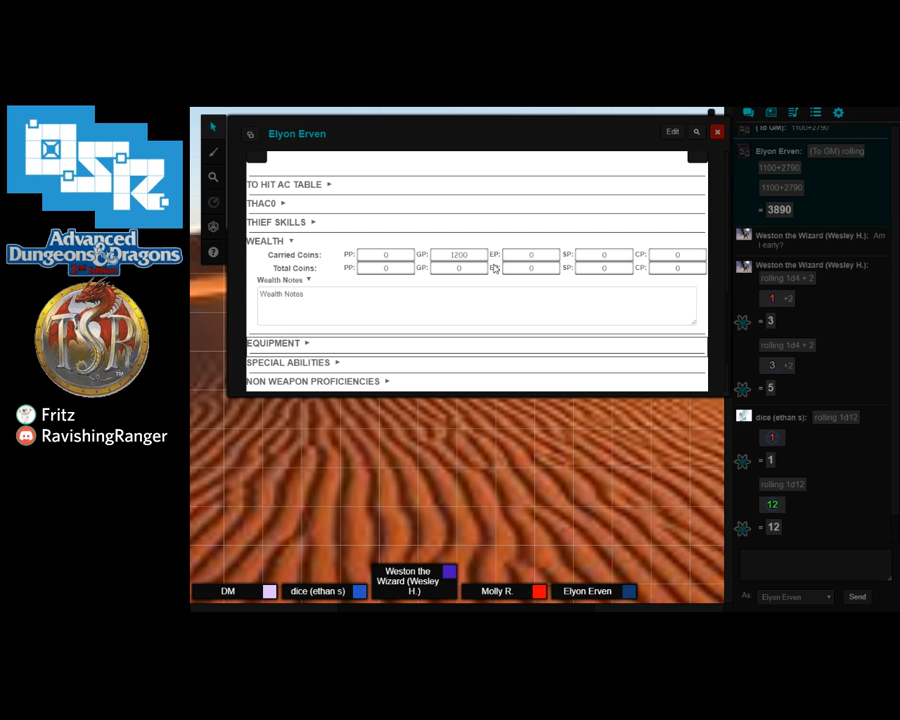 OSR
Advanced
Dungeons & Dragons
2nd Edition
TSR
TM
Fritz
RavishingRanger
Elyon Erven
Edit
TO HIT AC TABLE
THAC0
THIEF SKILLS
WEALTH
Carried Coins: PP: 0 GP: 1200 EP: 0 SP: 0 CP: 0
Total Coins: PP: 0 GP: 0 0 SP: 0 CP: 0
Wealth Notes
Wealth Notes
EQUIPMENT
SPECIAL ABILITIES
NON WEAPON PROFICIENCIES
DM
dice (ethan s)
Weston the
Wizard (Wesley
H.)
Molly R.
Elyon Erven
(To GM) 1100+2790
Elyon Erven: (To GM) rolling
1100+2790
1100+2790
= 3890
Weston the Wizard (Wesley H.): Am
I early?
Weston the Wizard (Wesley H.):
rolling 1d4 + 2
1 +2
= 3
rolling 1d4 + 2
3 +2
= 5
dice (ethan s): rolling 1d12
1
= 1
rolling 1d12
12
= 12
As: Elyon Erven Send